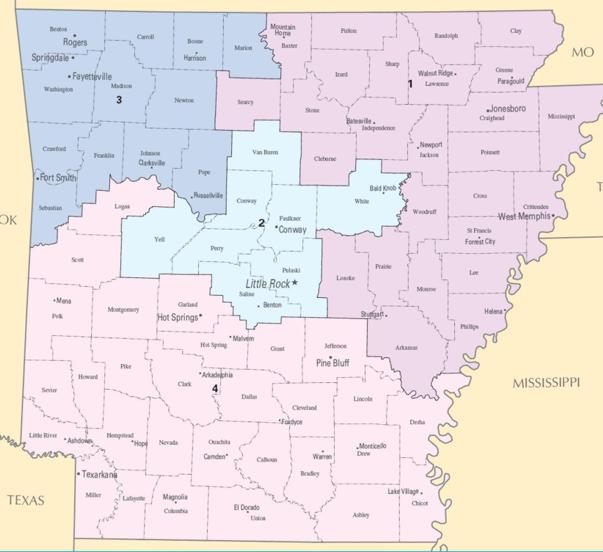 Benton
Rogers
Springdale
Carroll
Boone
Harrison
Marion
Mountain
Home
Baxter
Fulton
Randolph
Clay
MO
Fayetteville
Washington
Madison
3
Newton
Searcy
Stone
Izard
Sharp
1
Walnut Ridge
Lawrence
Greene
Paragould
Batesville
Independence
Jonesboro
Craighead
Mississippi
Crawford
Franklin
Johnson
Clarksville
Pope
Van Buren
Cleburne
Newport
Jackson
Poinsett
Fort Smith
Sebastian
Logan
Russellville
Conway
2
Faulkner
Conway
White
Bald Knob
Woodruff
Cross
Crittenden
West Memphis
T
OK
Scott
Yell
Perry
Pulaski
Little Rock
Saline
Benton
Lonoke
Prairie
Monroe
St Francis
Forrest City
Lee
Mena
Polk
Montgomery
Garland
Hot Springs
Stuttgart
Helena
Phillips
Arkansas
Malvern
Hot Spring
Grant
Jefferson
Pine Bluff
MISSISSIPPI
Sevier
Howard
Pike
Clark
Arkadelphia
4
Dallas
Cleveland
Fordyce
Lincoln
Desha
Little River
Ashdown
Hempstead
Hope
Nevada
Ouachita
Camden
Calhoun
Warren
Bradley
Monticello
Drew
Texarkana
TEXAS
Miller
Lafayette
Magnolia
Columbia
El Dorado
Union
Ashley
Lake Village
Chicot